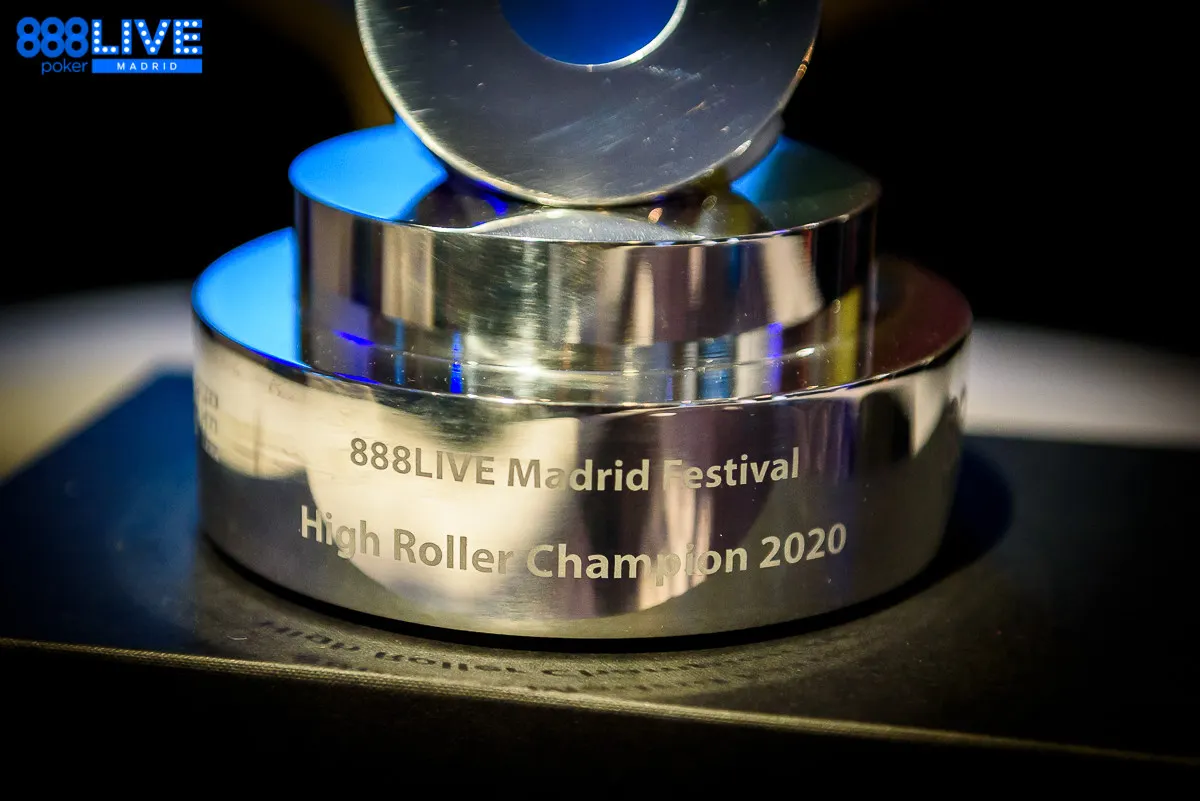 888LIVE
poker MADRID
888LIVE Madrid Festival
High Roller Champion 2020